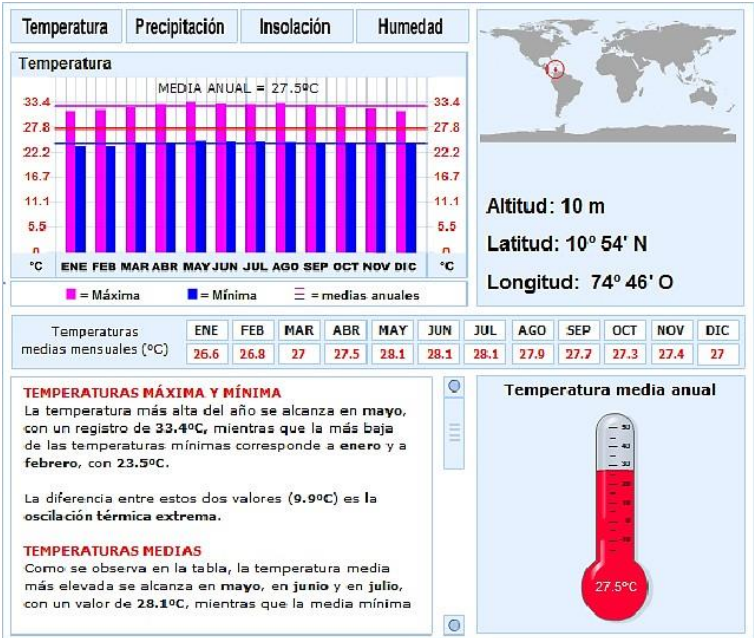 Temperatura Precipitación Insolación Humedad
Temperatura
MEDIA ANUAL = 27.5ºC
33.4 33.4
27.8 27.8
22.2 22.2
16.7 16.7
11.1 11.1
5.5 5.5
0 0
°C ENE FEB MAR ABR MAY JUN JUL AGO SEP OCT NOV DIC °C
= Máxima = Mínima = medias anuales
Altitud: 10 m
Latitud: 10º 54' N
Longitud: 74º 46' O
Temperaturas medias mensuales (ºC)
ENE FEB MAR ABR MAY JUN JUL AGO SEP OCT NOV DIC
26.6 26.8 27 27.5 28.1 28.1 28.1 27.9 27.7 27.3 27.4 27
TEMPERATURAS MÁXIMA Y MÍNIMA
La temperatura más alta del año se alcanza en mayo,
con un registro de 33.4ºC, mientras que la más baja
de las temperaturas mínimas corresponde a enero y a
febrero, con 23.5ºC.
La diferencia entre estos dos valores (9.9ºC) es la
oscilación térmica extrema.
TEMPERATURAS MEDIAS
Como se observa en la tabla, la temperatura media
más elevada se alcanza en mayo, en junio y en julio,
con un valor de 28.1ºC, mientras que la media mínima
Temperatura media anual
50
40
30
20
27.5ºC